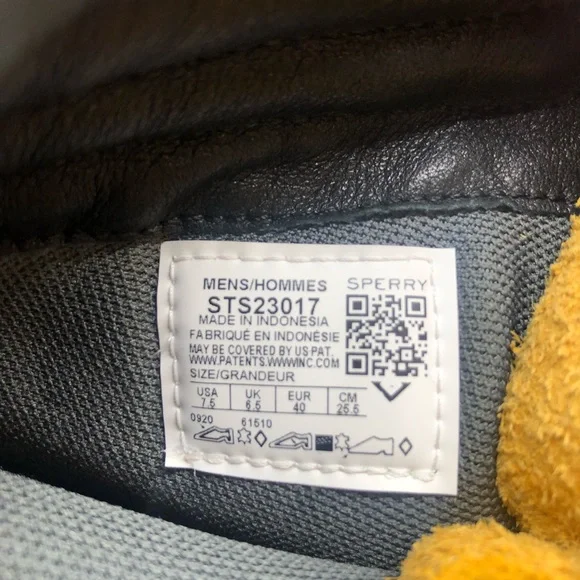 MENS/HOMMES SPERRY
STS23017
MADE IN INDONESIA
FABRIQUÉ EN INDONÉSIE
MAY BE COVERED BY US PAT.
WWW.PATENTS.WWWINC.COM
SIZE/GRANDEUR
USA UK EUR CM
7.5 6.5 40 25.5
0920 61510